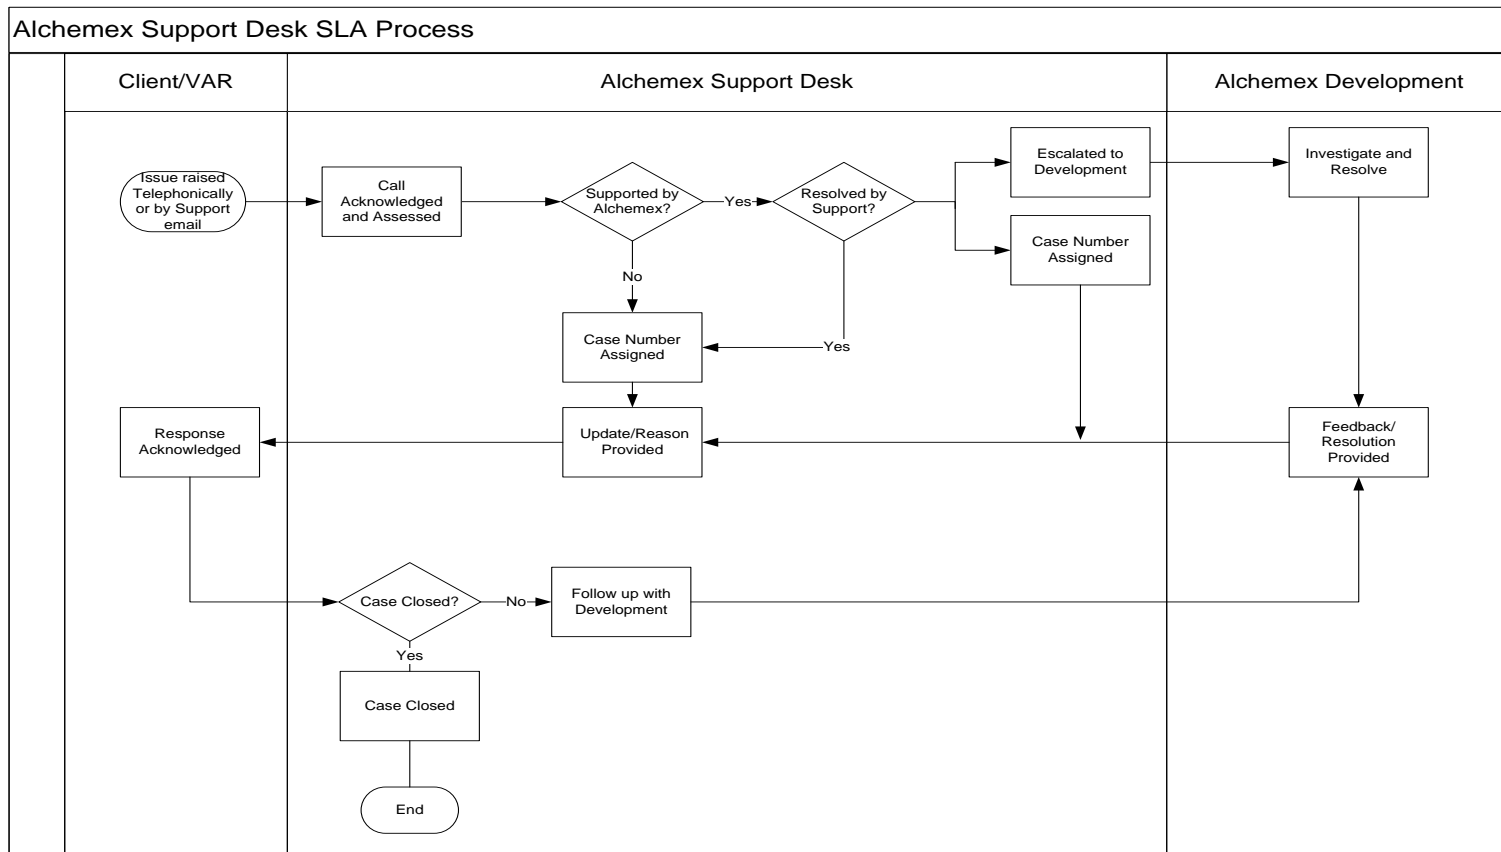 Alchemex Support Desk SLA Process
Client/VAR
Alchemex Support Desk
Alchemex Development
Issue raised
Telephonically
or by Support
email
Call
Acknowledged
and Assessed
Supported by
Alchemex?
Yes
Resolved by
Support?
Escalated to
Development
Investigate and
Resolve
Case Number
Assigned
No
Case Number
Assigned
Yes
Response
Acknowledged
Update/Reason
Provided
Feedback/
Resolution
Provided
Case Closed?
No
Follow up with
Development
Yes
Case Closed
End